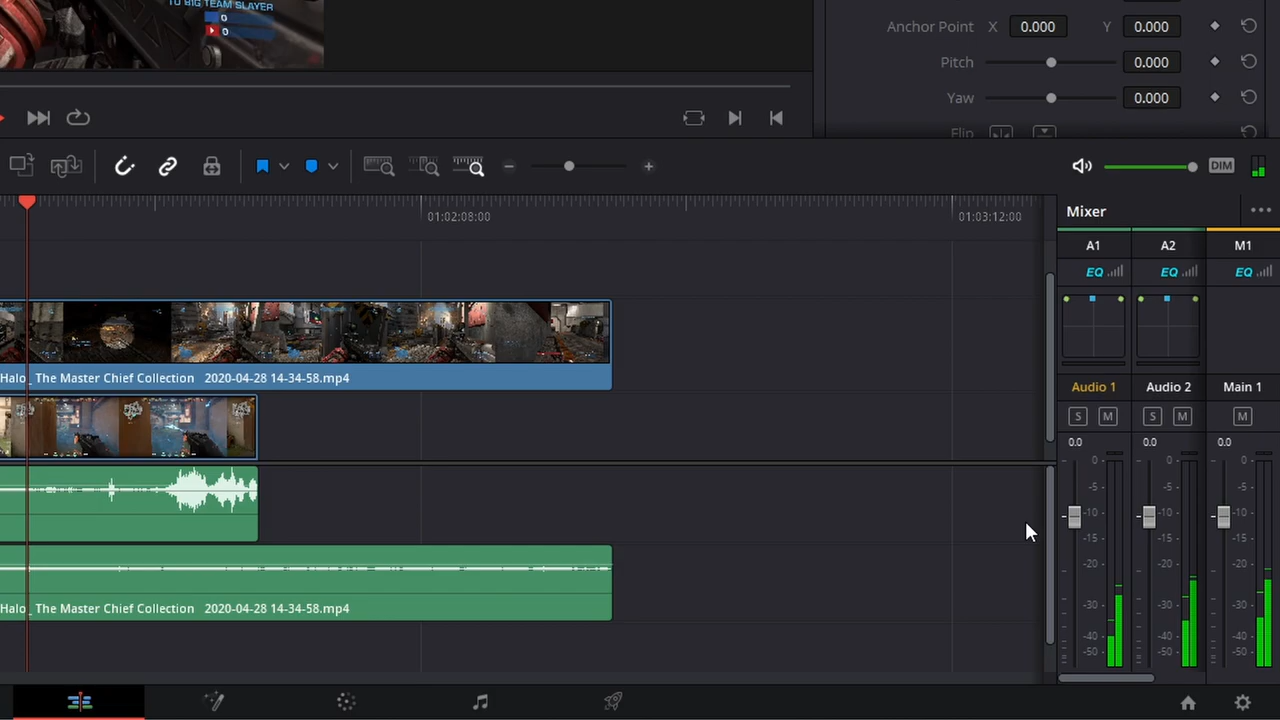 TO BIG TEAM SLAYER
0
0
Anchor Point X 0.000 Y 0.000
Pitch 0.000
Yaw 0.000
Flip
DIM
01:02:08:00
01:03:12:00
Mixer
A1 A2 M1
EQ EQ EQ
Halo_ The Master Chief Collection 2020-04-28 14-34-58.mp4
Audio 1 Audio 2 Main 1
S M S M M
0.0 0.0 0.0
0 0 0
-5 -5 -5
-10 -10 -10
-15 -15 -15
-20 -20 -20
-30 -30 -30
-40 -40 -40
-50 -50 -50
Halo_ The Master Chief Collection 2020-04-28 14-34-58.mp4